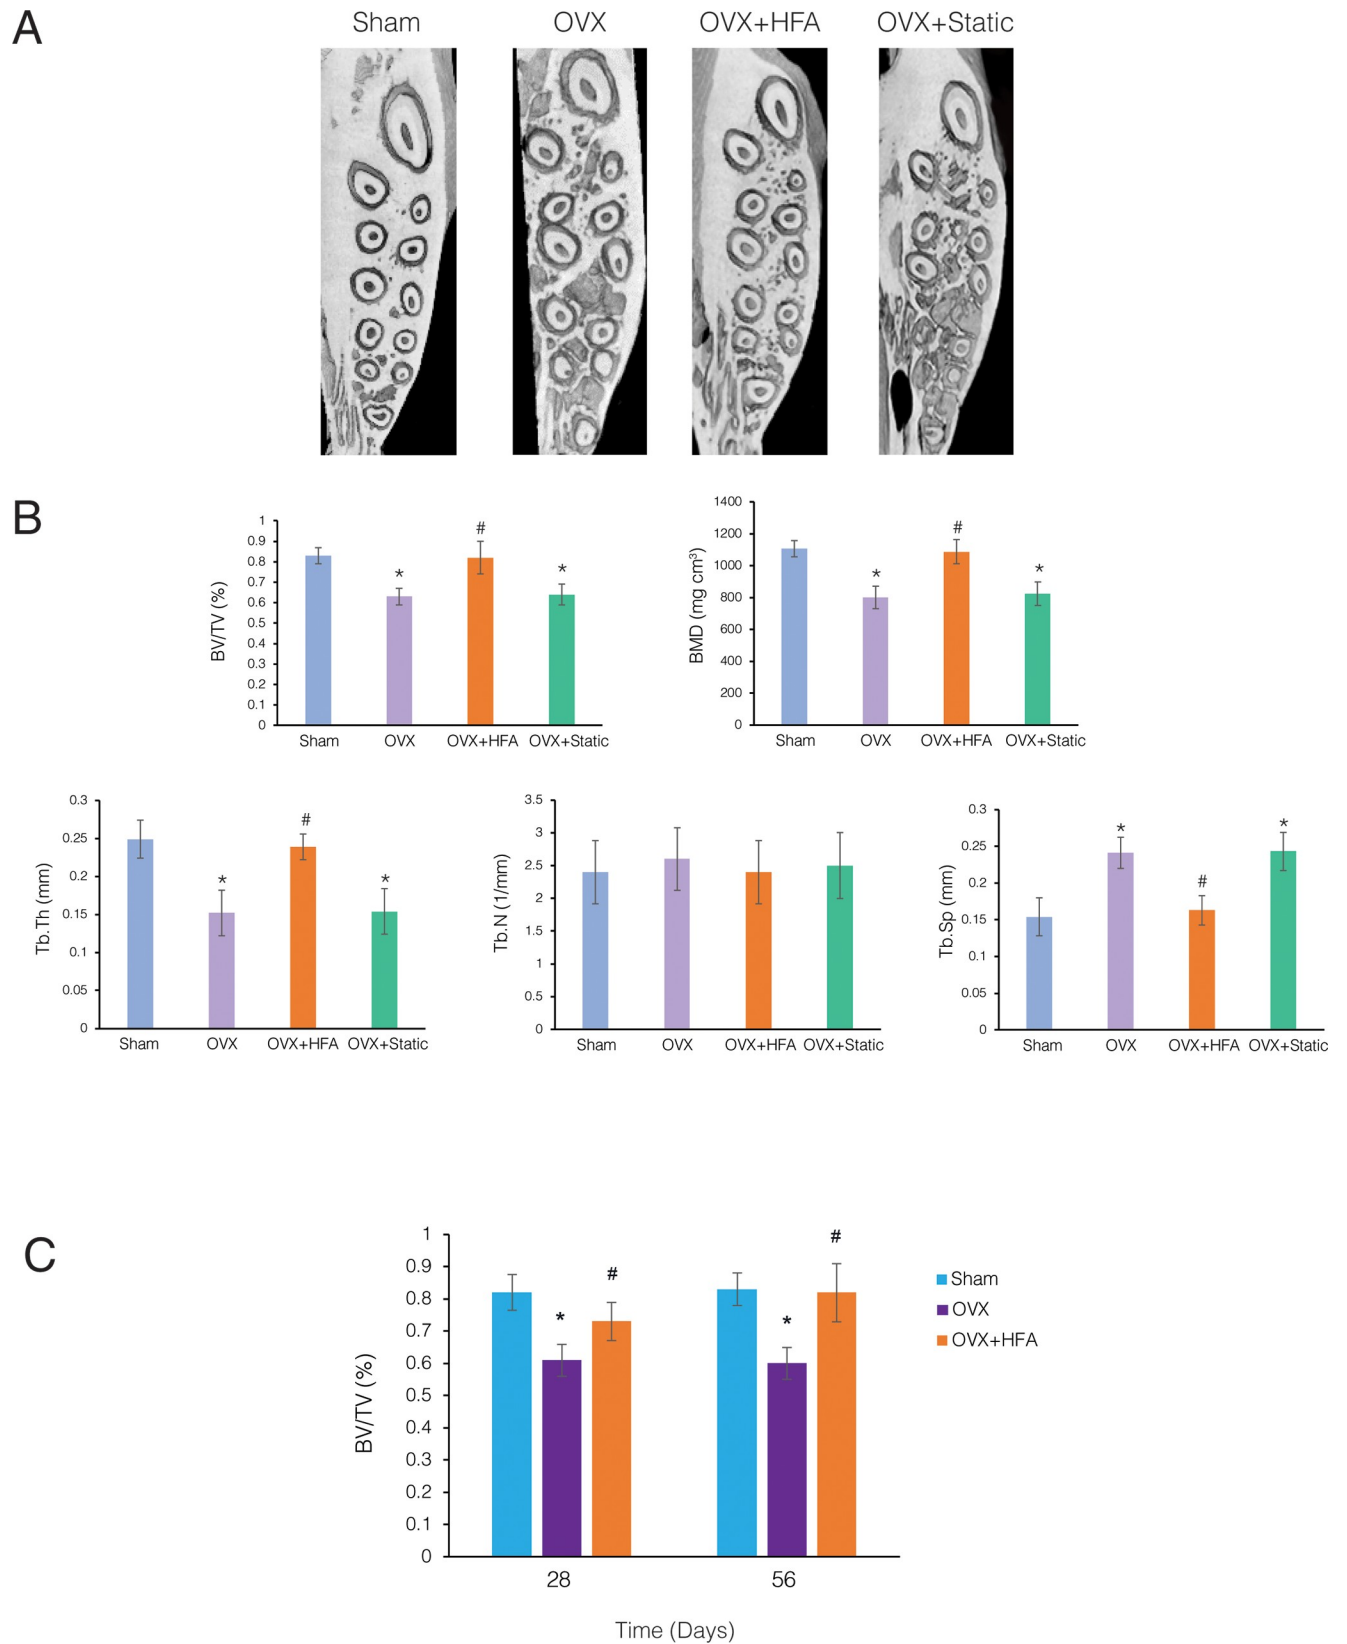 A
Sham
OVX
OVX+HFA
OVX+Static
B
1
0.9
0.8
0.7
0.6
0.5
0.4
0.3
0.2
0.1
0
BV/TV (%)
#
*
*
Sham
OVX
OVX+HFA
OVX+Static
1400
1200
1000
800
600
400
200
0
BMD (mg cm³)
#
*
*
Sham
OVX
OVX+HFA
OVX+Static
0.3
0.25
0.2
0.15
0.1
0.05
0
Tb.Th (mm)
#
*
*
Sham
OVX
OVX+HFA
OVX+Static
3.5
3
2.5
2
1.5
1
0.5
0
Tb.N (1/mm)
Sham
OVX
OVX+HFA
OVX+Static
0.3
0.25
0.2
0.15
0.1
0.05
0
Tb.Sp (mm)
*
#
*
Sham
OVX
OVX+HFA
OVX+Static
C
1
0.9
0.8
0.7
0.6
0.5
0.4
0.3
0.2
0.1
0
BV/TV (%)
*
#
*
#
28
56
Time (Days)
Sham
OVX
OVX+HFA